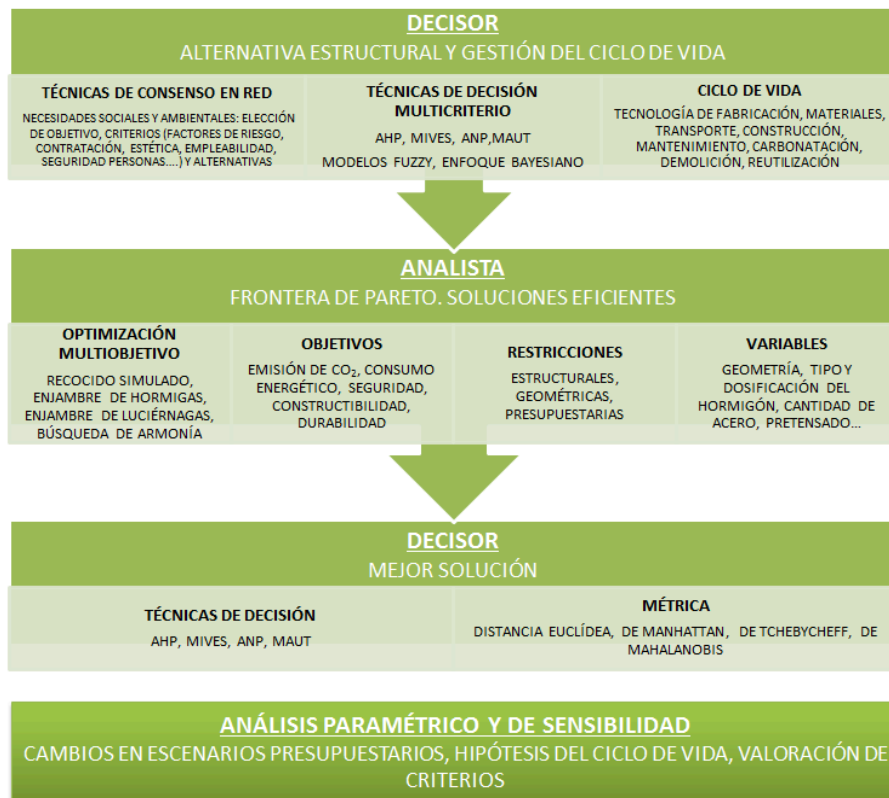 DECISOR
ALTERNATIVA ESTRUCTURAL Y GESTIÓN DEL CICLO DE VIDA
TÉCNICAS DE CONSENSO EN RED
NECESIDADES SOCIALES Y AMBIENTALES: ELECCIÓN
DE OBJETIVO, CRITERIOS (FACTORES DE RIESGO,
CONTRATACIÓN, ESTÉTICA, EMPLEABILIDAD,
SEGURIDAD PERSONAS....) Y ALTERNATIVAS
TÉCNICAS DE DECISIÓN
MULTICRITERIO
AHP, MIVES, ANP,MAUT
MODELOS FUZZY, ENFOQUE BAYESIANO
CICLO DE VIDA
TECNOLOGÍA DE FABRICACIÓN, MATERIALES,
TRANSPORTE, CONSTRUCCIÓN,
MANTENIMIENTO, CARBONATACIÓN,
DEMOLICIÓN, REUTILIZACIÓN
ANALISTA
FRONTERA DE PARETO. SOLUCIONES EFICIENTES
OPTIMIZACIÓN
MULTIOBJETIVO
RECOCIDO SIMULADO,
ENJAMBRE DE HORMIGAS,
ENJAMBRE DE LUCIÉRNAGAS,
BÚSQUEDA DE ARMONÍA
OBJETIVOS
EMISIÓN DE CO₂, CONSUMO
ENERGÉTICO, SEGURIDAD,
CONSTRUCTIBILIDAD,
DURABILIDAD
RESTRICCIONES
ESTRUCTURALES,
GEOMÉTRICAS,
PRESUPUESTARIAS
VARIABLES
GEOMETRÍA, TIPO Y
DOSIFICACIÓN DEL
HORMIGÓN, CANTIDAD DE
ACERO, PRETENSADO...
DECISOR
MEJOR SOLUCIÓN
TÉCNICAS DE DECISIÓN
AHP, MIVES, ANP, MAUT
MÉTRICA
DISTANCIA EUCLÍDEA, DE MANHATTAN, DE TCHEBYCHEFF, DE
MAHALANOBIS
ANÁLISIS PARAMÉTRICO Y DE SENSIBILIDAD
CAMBIOS EN ESCENARIOS PRESUPUESTARIOS, HIPÓTESIS DEL CICLO DE VIDA, VALORACIÓN DE
CRITERIOS